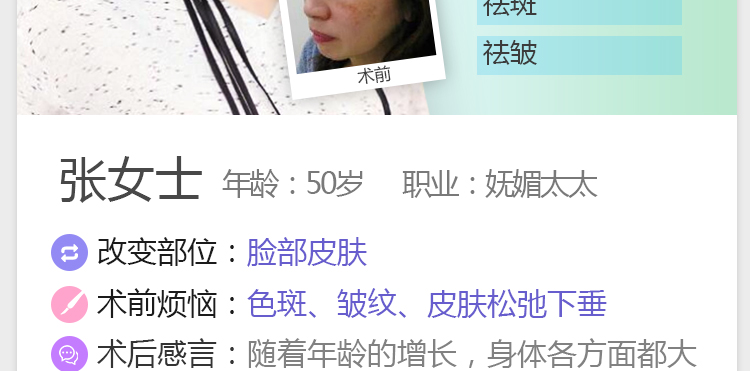 祛斑
祛皱
术前
张女士 年龄：50岁 职业：妩媚太太
改变部位：脸部皮肤
术前烦恼：色斑、皱纹、皮肤松弛下垂
术后感言：随着年龄的增长，身体各方面都大